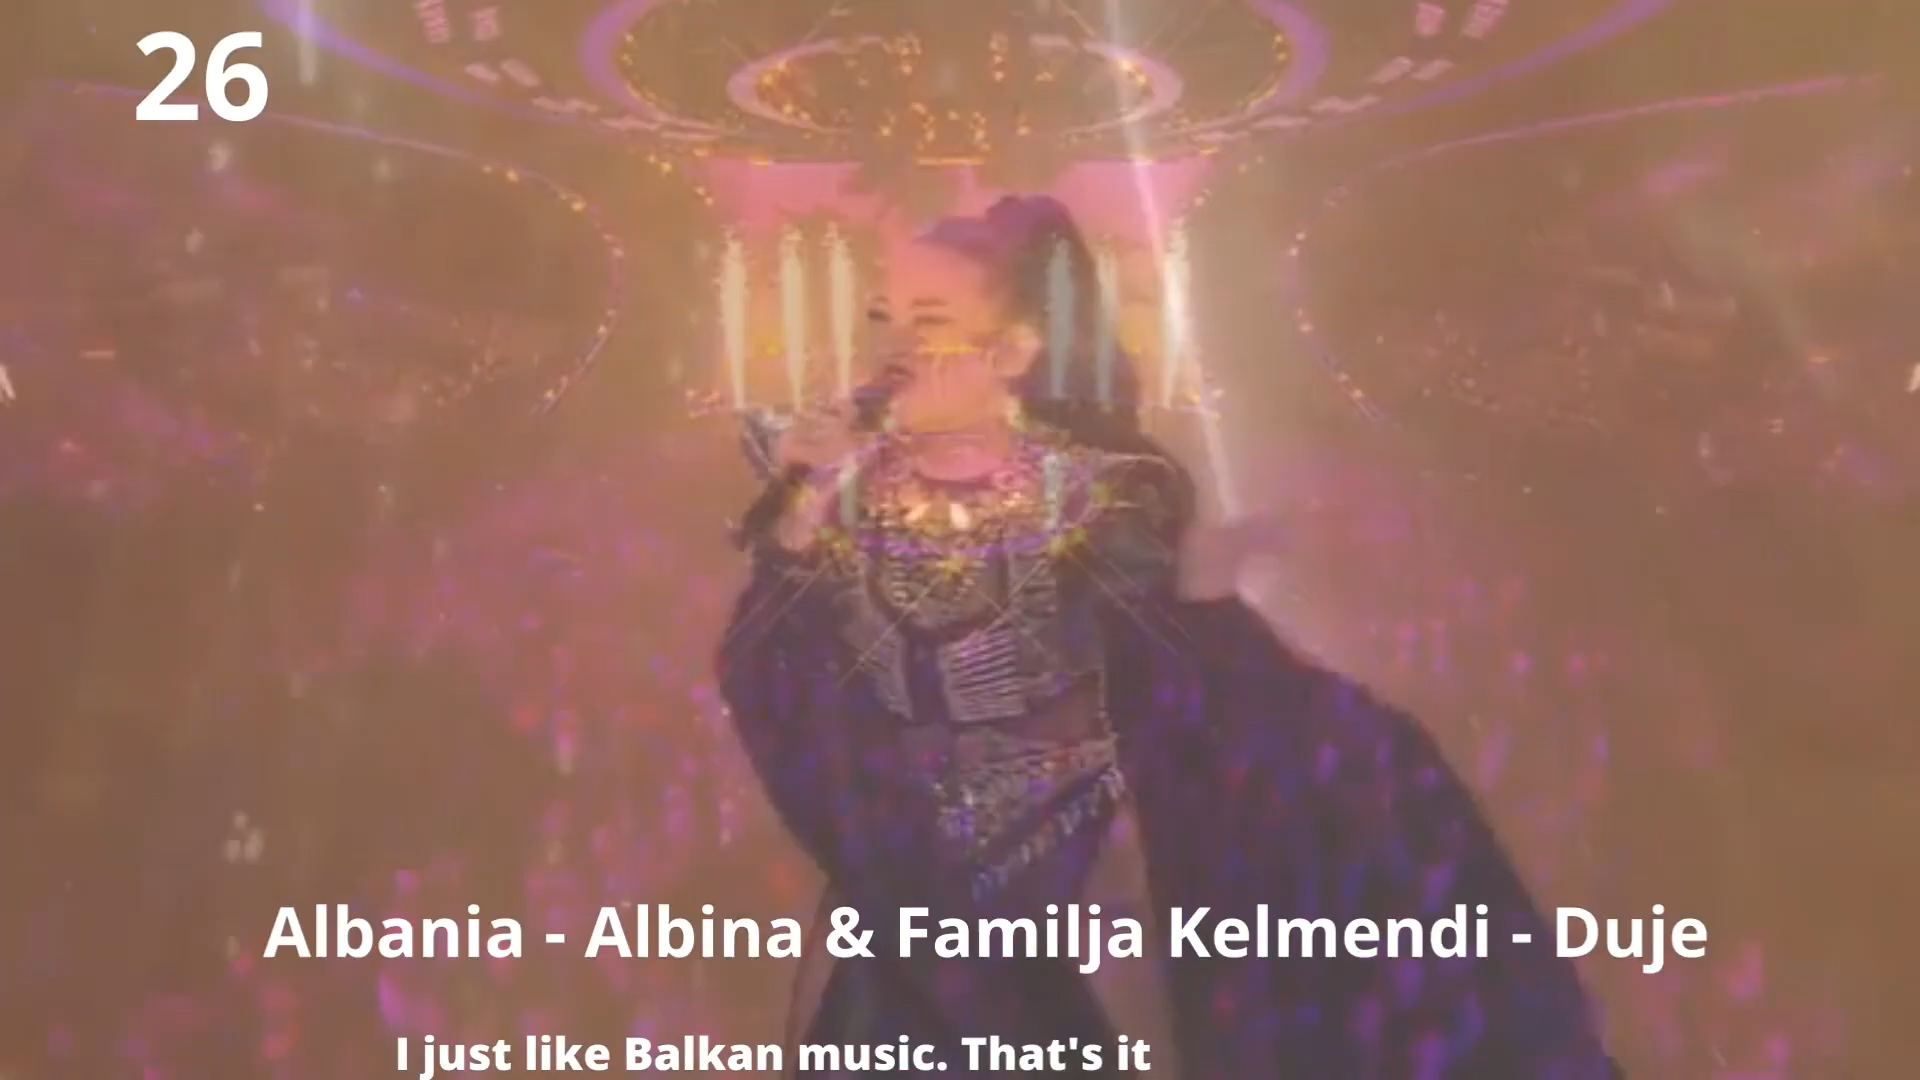 26
Albania - Albina & Familja Kelmendi - Duje
I just like Balkan music. That's it